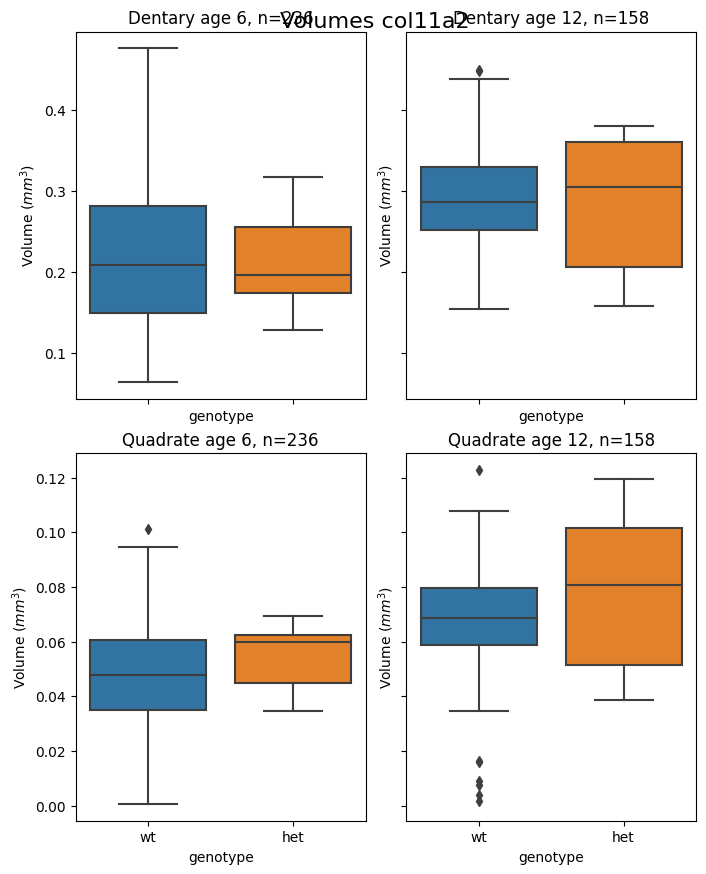 Volumes col11a2
Dentary age 6, n=236
Dentary age 12, n=158
Volume (mm³)
0.4
0.3
0.2
0.1
genotype
Volume (mm³)
genotype
Quadrate age 6, n=236
Quadrate age 12, n=158
Volume (mm³)
0.12
0.10
0.08
0.06
0.04
0.02
0.00
wt
het
genotype
Volume (mm³)
wt
het
genotype